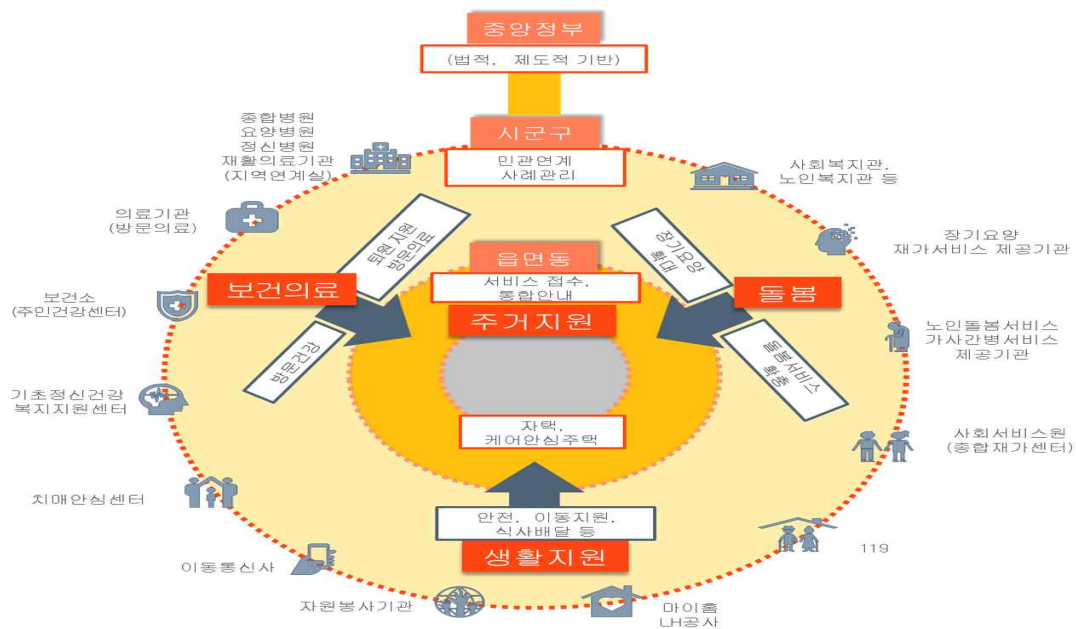 중앙정부
(법적, 제도적 기반)
시군구
민관연계
사례관리
종합병원
요양병원
정신병원
재활의료기관
(지역연계실)
사회복지관,
노인복지관 등
의료기관
(방문의료)
장기요양
재가서비스 제공기관
퇴원 지원
방문의료
장기요양
확대
읍면동
서비스 접수,
통합안내
보건의료
돌봄
주거지원
보건소
(주민건강센터)
노인돌봄서비스
가사간병서비스
제공기관
방문건강
돌봄서비스
확충
기초정신건강
복지지원센터
자택,
케어안심주택
사회서비스원
(종합재가센터)
치매안심센터
안전, 이동지원,
식사배달 등
생활지원
119
이동통신사
자원봉사기관
마이홈
LH공사